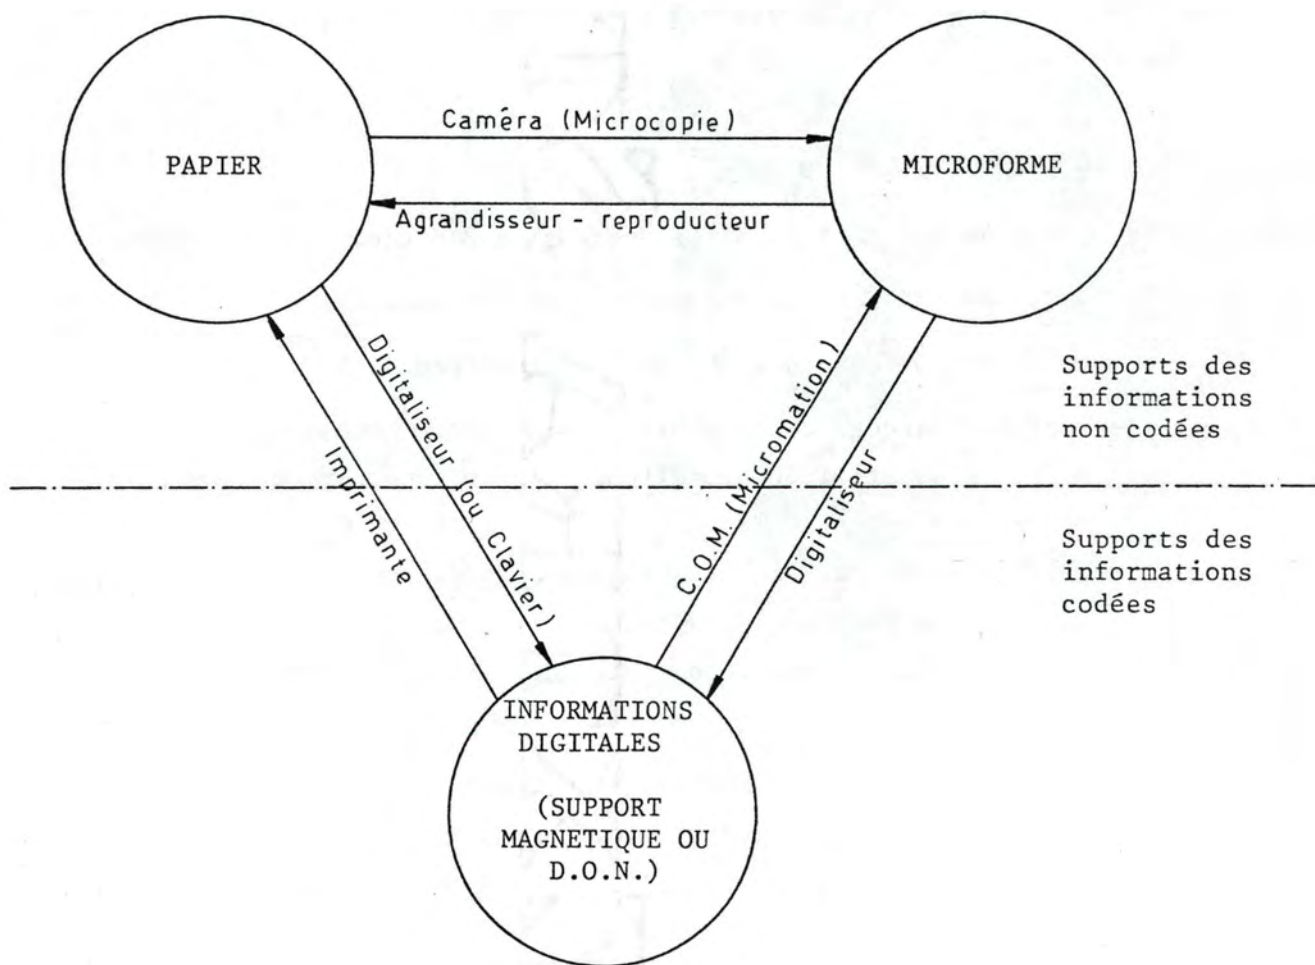 Caméra (Microcopie)
PAPIER
MICROFORME
Agrandisseur - reproducteur
Digitaliseur (ou Clavier)
Imprimante
C.O.M. (Micromation)
Digitaliseur
Supports des
informations
non codées
Supports des
informations
codées
INFORMATIONS
DIGITALES
(SUPPORT
MAGNETIQUE OU
D.O.N.)